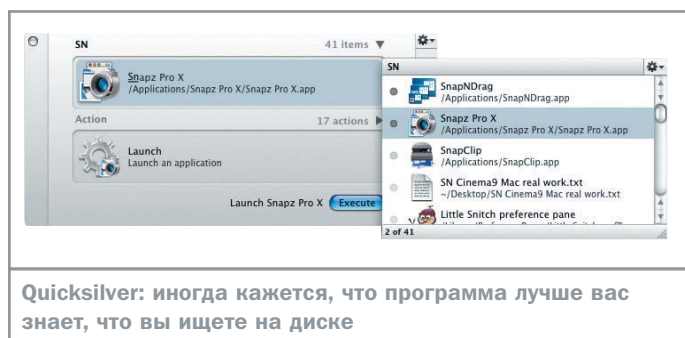 SN 41 items
Snapz Pro X
/Applications/Snapz Pro X/Snapz Pro X.app
Action 17 actions
Launch
Launch an application
Launch Snapz Pro X Execute
SN
SnapNDrag
/Applications/SnapNDrag.app
Snapz Pro X
/Applications/Snapz Pro X/Snapz Pro X.app
SnapClip
/Applications/SnapClip.app
SN Cinema9 Mac real work.txt
~/Desktop/SN Cinema9 Mac real work.txt
Little Snitch preference pane
2 of 41
Quicksilver: иногда кажется, что программа лучше вас
знает, что вы ищете на диске